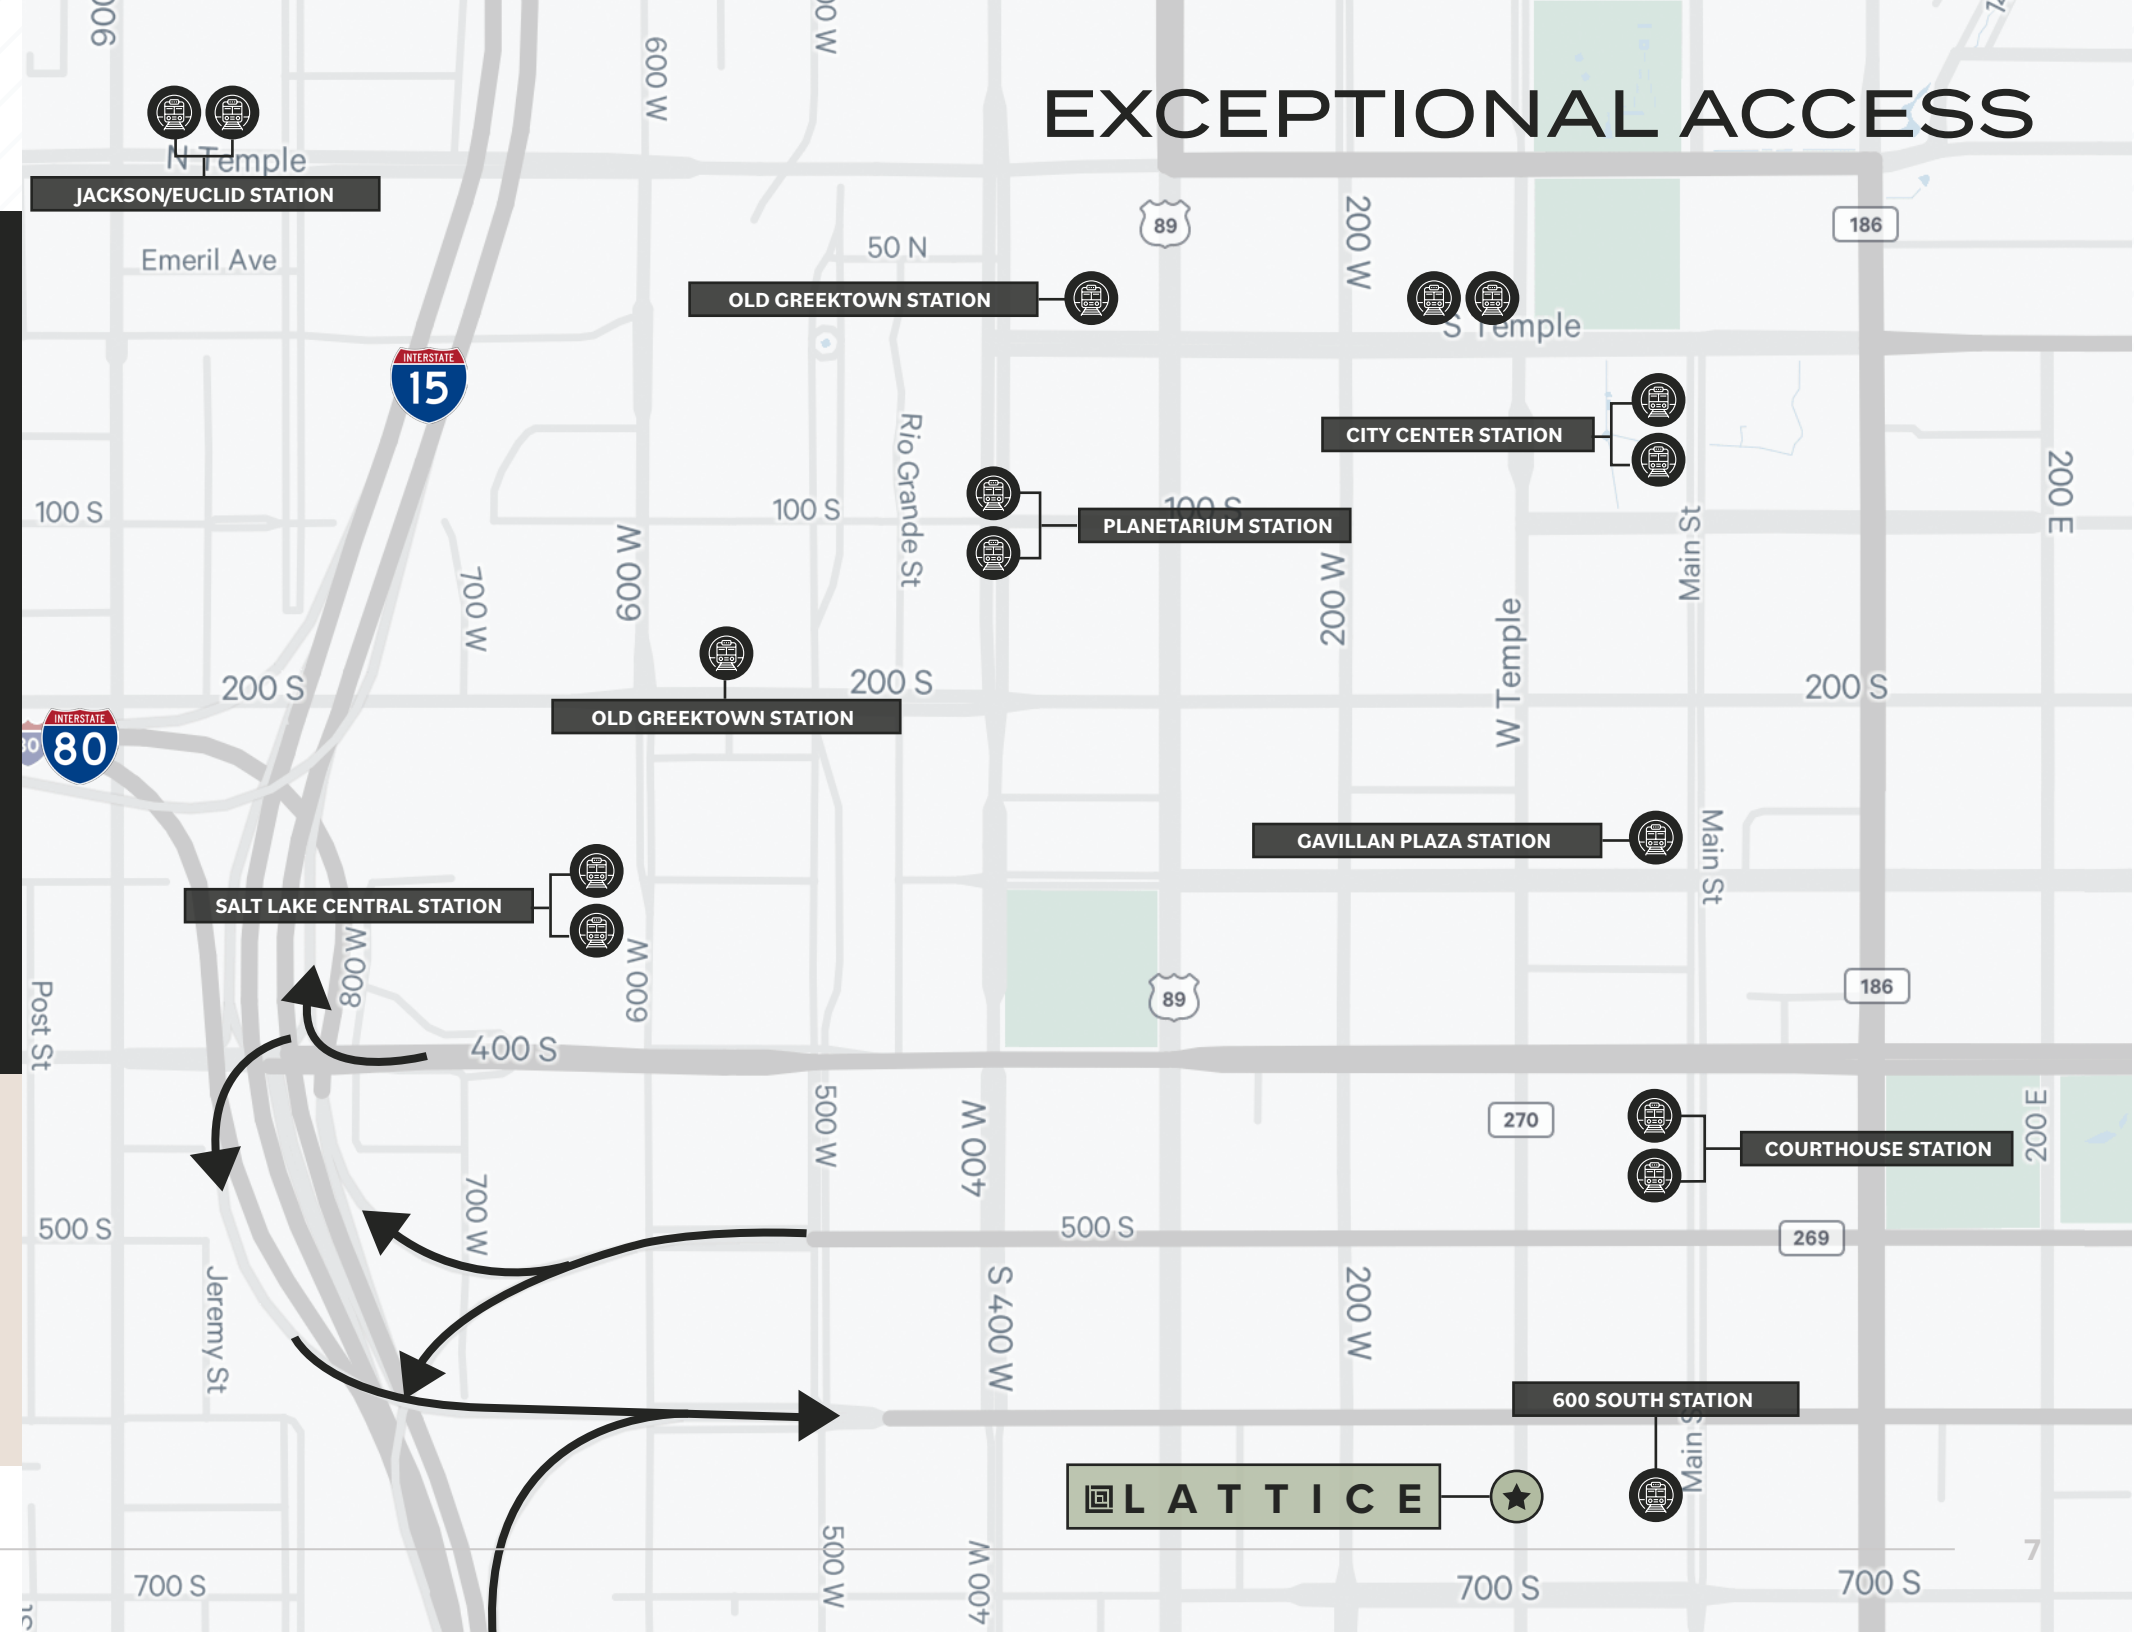 900
600 W
00 W
EXCEPTIONAL ACCESS
N Temple
JACKSON/EUCLID STATION
Emeril Ave
50 N
89
200 W
186
OLD GREEKTOWN STATION
S Temple
INTERSTATE
15
CITY CENTER STATION
Rio Grande St
100 S
100 S
100 S
PLANETARIUM STATION
200 E
Main St
700 W
600 W
200 W
W Temple
200 S
200 S
200 S
OLD GREEKTOWN STATION
INTERSTATE
80
80
GAVILLAN PLAZA STATION
Main St
SALT LAKE CENTRAL STATION
800 W
600 W
89
186
Post St
400 S
500 W
400 W
270
200 E
COURTHOUSE STATION
500 S
700 W
500 S
269
Jeremy St
S 400 W
200 W
600 SOUTH STATION
Main S
LATTICE
500 W
400 W
7
700 S
700 S
700 S